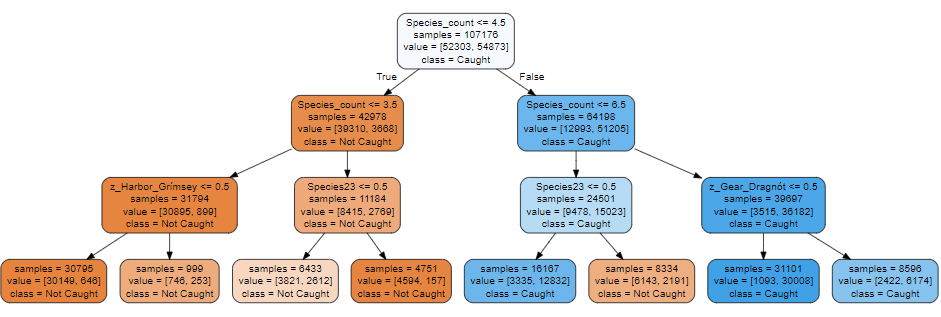 Species_count <= 4.5
samples = 107176
value = [52303, 54873]
class = Caught
True
False
Species_count <= 3.5
samples = 42978
value = [39310, 3668]
class = Not Caught
Species_count <= 6.5
samples = 64198
value = [12993, 51205]
class = Caught
z_Harbor_Grímsey <= 0.5
samples = 31794
value = [30895, 899]
class = Not Caught
Species23 <= 0.5
samples = 11184
value = [8415, 2769]
class = Not Caught
Species23 <= 0.5
samples = 24501
value = [9478, 15023]
class = Caught
z_Gear_Dragnót <= 0.5
samples = 39697
value = [3515, 36182]
class = Caught
samples = 30795
value = [30149, 646]
class = Not Caught
samples = 999
value = [746, 253]
class = Not Caught
samples = 6433
value = [3821, 2612]
class = Not Caught
samples = 4751
value = [4594, 157]
class = Not Caught
samples = 16167
value = [3335, 12832]
class = Caught
samples = 8334
value = [6143, 2191]
class = Not Caught
samples = 31101
value = [1093, 30008]
class = Caught
samples = 8596
value = [2422, 6174]
class = Caught